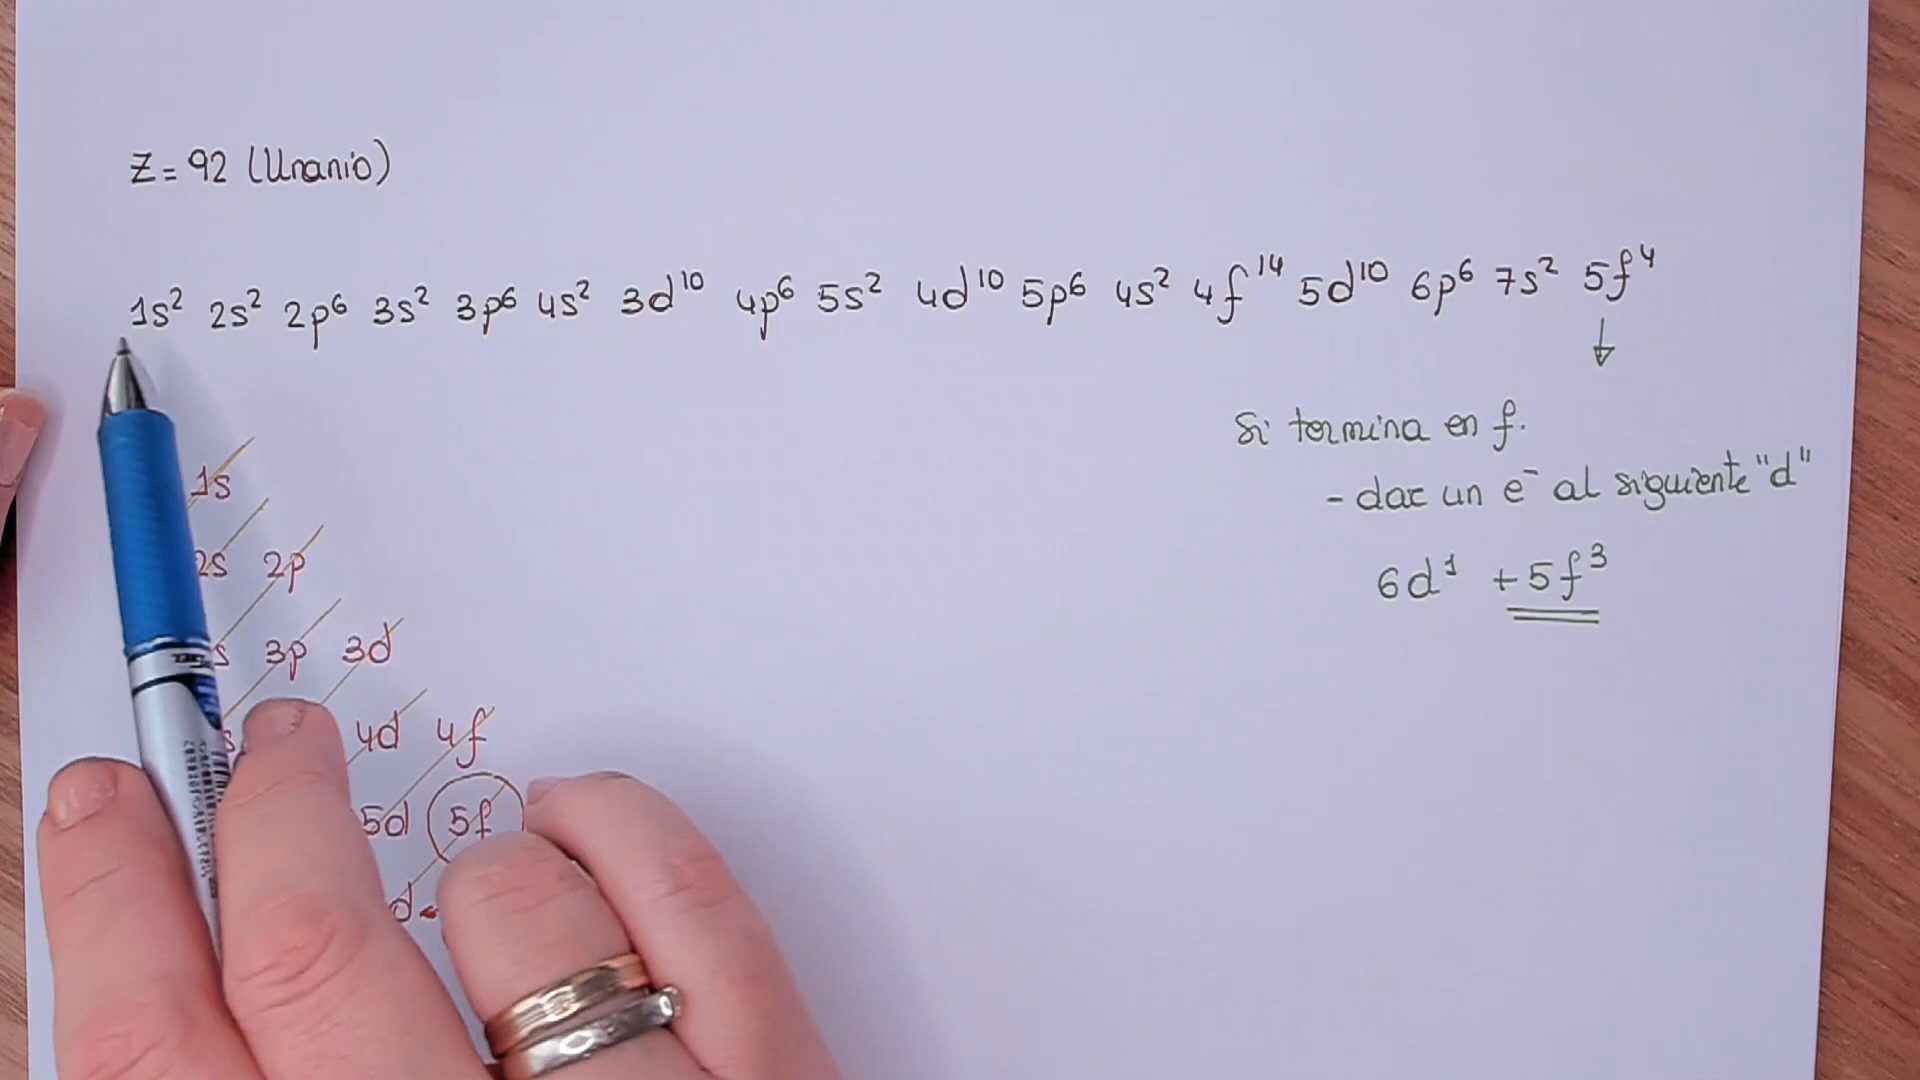 Z = 92 (Uranio)
1s² 2s² 2p⁶ 3s² 3p⁶ 4s² 3d¹⁰ 4p⁶ 5s² 4d¹⁰ 5p⁶ 4s² 4f¹⁴ 5d¹⁰ 6p⁶ 7s² 5f⁴
Si termina en f.
- dar un e⁻ al siguiente "d"
6d¹ + 5f³
1s
2s 2p
s 3p 3d
s 4d 4f
5d 5f
d